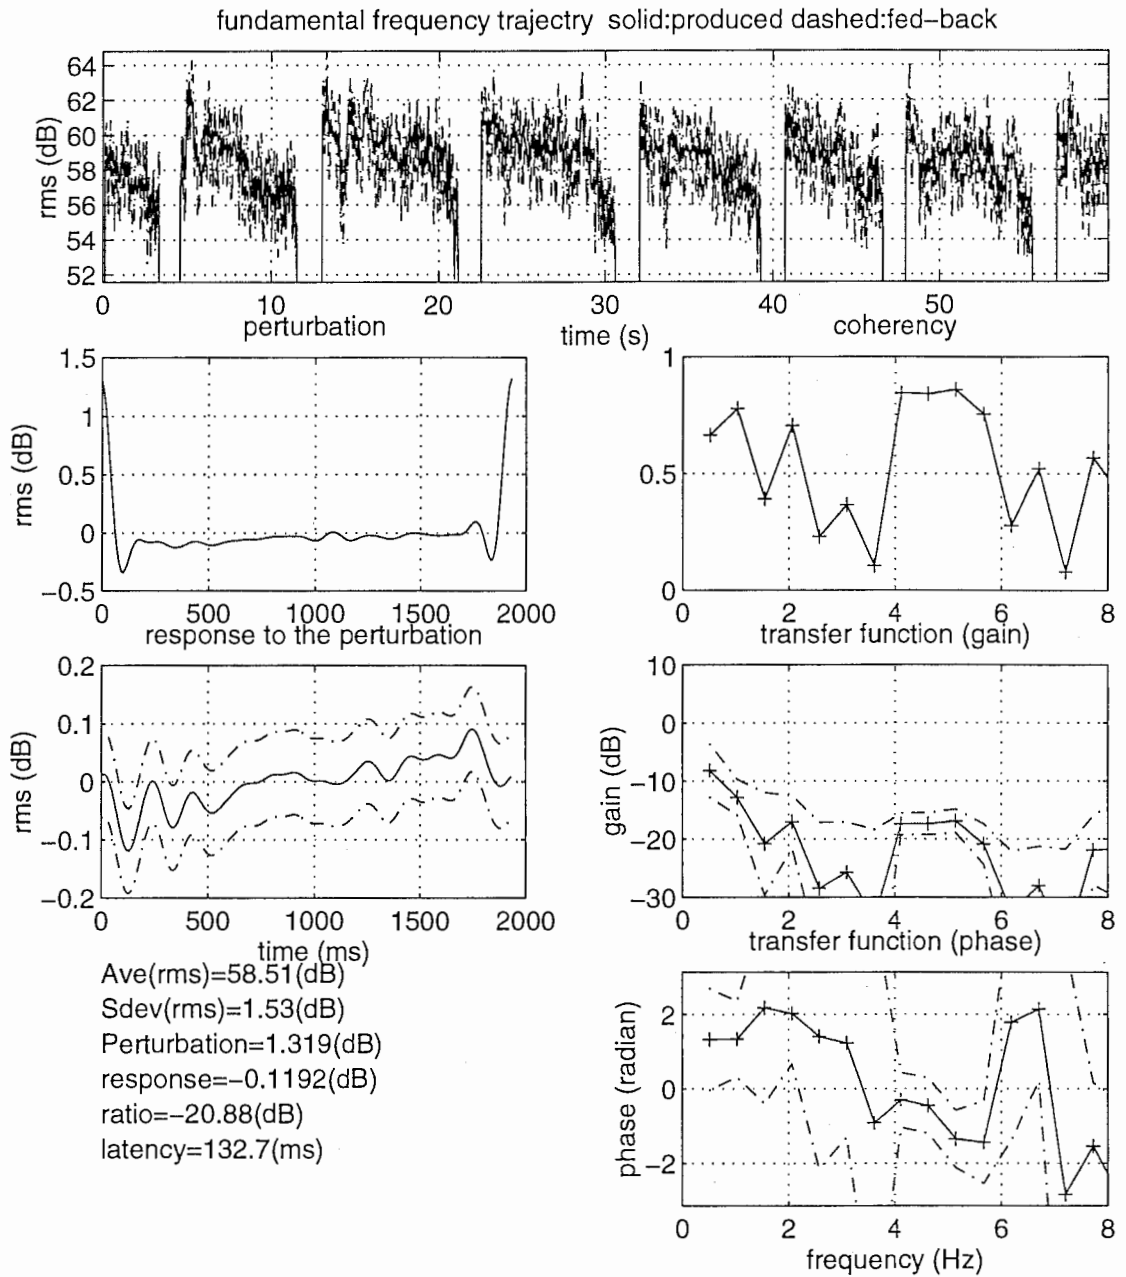 fundamental frequency trajectry solid:produced dashed:fed-back
64
62
60
58
56
54
52
rms (dB)
0 10 20 30 40 50
time (s)
perturbation
1.5
1
0.5
0
-0.5
rms (dB)
0 500 1000 1500 2000
coherency
1
0.5
0
0 2 4 6 8
response to the perturbation
0.2
0.1
0
-0.1
-0.2
rms (dB)
0 500 1000 1500 2000
time (ms)
transfer function (gain)
10
0
-10
-20
-30
gain (dB)
0 2 4 6 8
transfer function (phase)
2
0
-2
phase (radian)
0 2 4 6 8
frequency (Hz)
Ave(rms)=58.51(dB)
Sdev(rms)=1.53(dB)
Perturbation=1.319(dB)
response=-0.1192(dB)
ratio=-20.88(dB)
latency=132.7(ms)